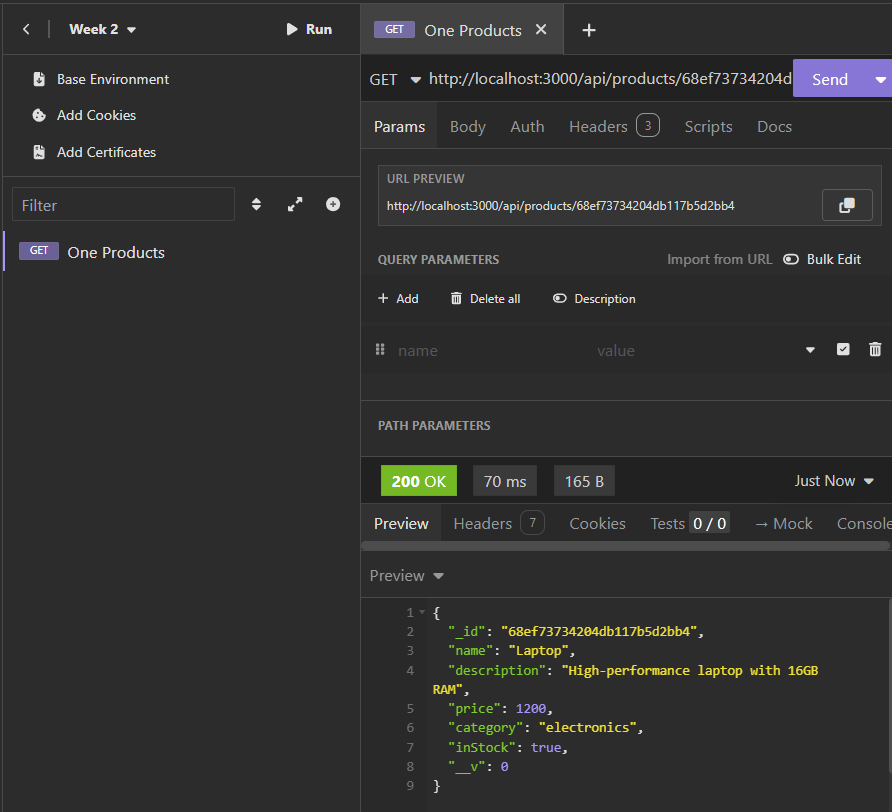 Week 2
Run
GET One Products
GET http://localhost:3000/api/products/68ef73734204d
Send
Base Environment
Add Cookies
Add Certificates
Filter
GET One Products
Params Body Auth Headers 3 Scripts Docs
URL PREVIEW
http://localhost:3000/api/products/68ef73734204db117b5d2bb4
QUERY PARAMETERS Import from URL Bulk Edit
Add Delete all Description
name value
PATH PARAMETERS
200 OK 70 ms 165 B Just Now
Preview Headers 7 Cookies Tests 0 / 0 → Mock Console
Preview
1 {
2 "_id": "68ef73734204db117b5d2bb4",
3 "name": "Laptop",
4 "description": "High-performance laptop with 16GB
RAM",
5 "price": 1200,
6 "category": "electronics",
7 "inStock": true,
8 "__v": 0
9 }